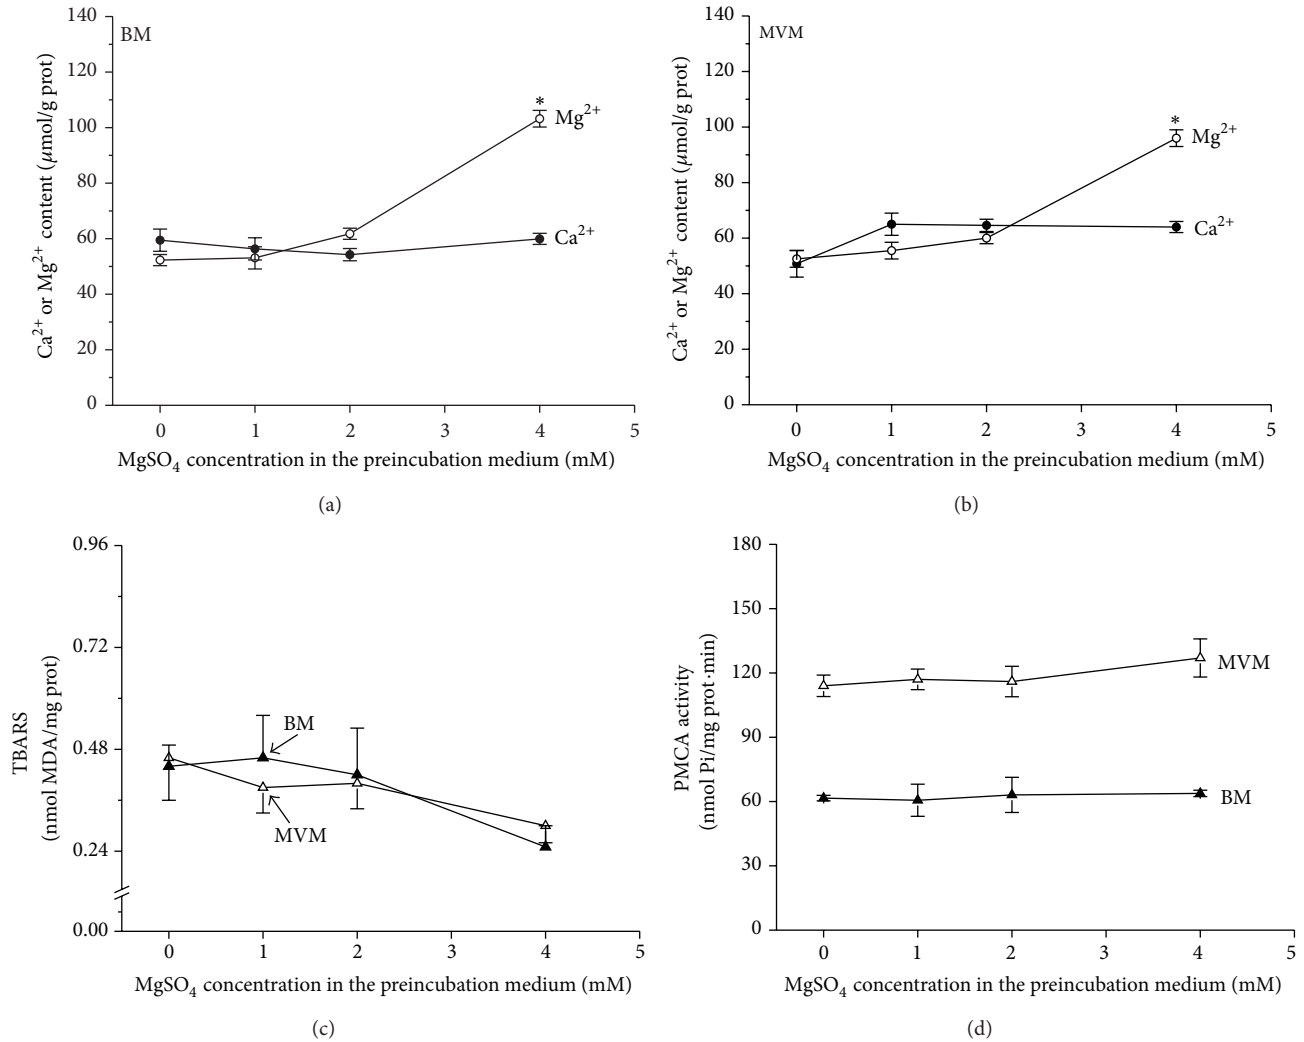 BM
140
120
100
80
60
40
20
0
Ca²⁺ or Mg²⁺ content (μmol/g prot)
*
Mg²⁺
Ca²⁺
0 1 2 3 4 5
MgSO₄ concentration in the preincubation medium (mM)
(a)
MVM
140
120
100
80
60
40
20
0
Ca²⁺ or Mg²⁺ content (μmol/g prot)
*
Mg²⁺
Ca²⁺
0 1 2 3 4 5
MgSO₄ concentration in the preincubation medium (mM)
(b)
0.96
0.72
0.48
0.24
0.00
TBARS
(nmol MDA/mg prot)
BM
MVM
0 1 2 3 4 5
MgSO₄ concentration in the preincubation medium (mM)
(c)
180
150
120
90
60
30
0
PMCA activity
(nmol Pi/mg prot·min)
MVM
BM
0 1 2 3 4 5
MgSO₄ concentration in the preincubation medium (mM)
(d)